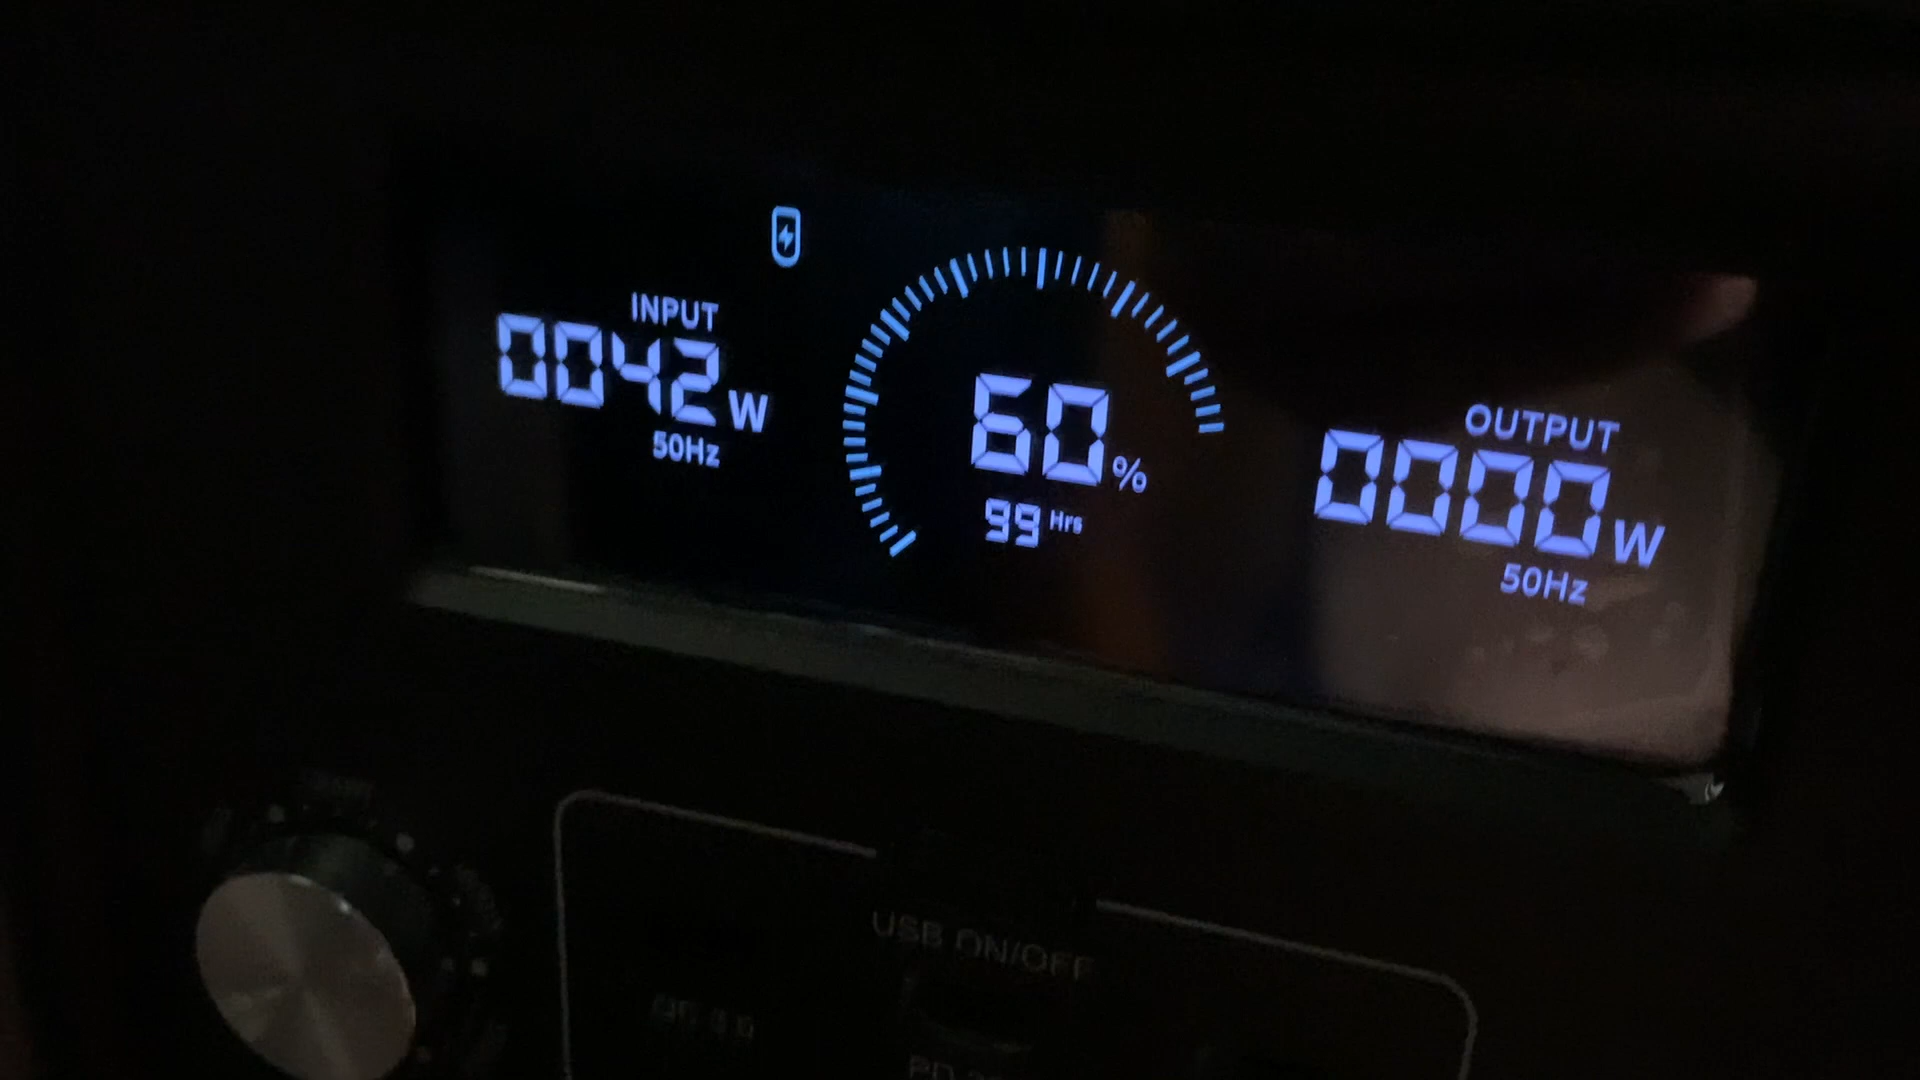 INPUT
0042W
50Hz
60%
99 Hrs
OUTPUT
0000W
50Hz
USB ON/OFF